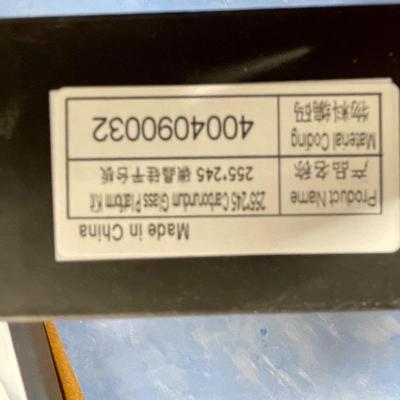 Made in China
Product Name 255*245 Carborundum Glass Platform Kit
产品名称 255*245 碳晶硅平台板
Material Coding 4004090032
物料编码